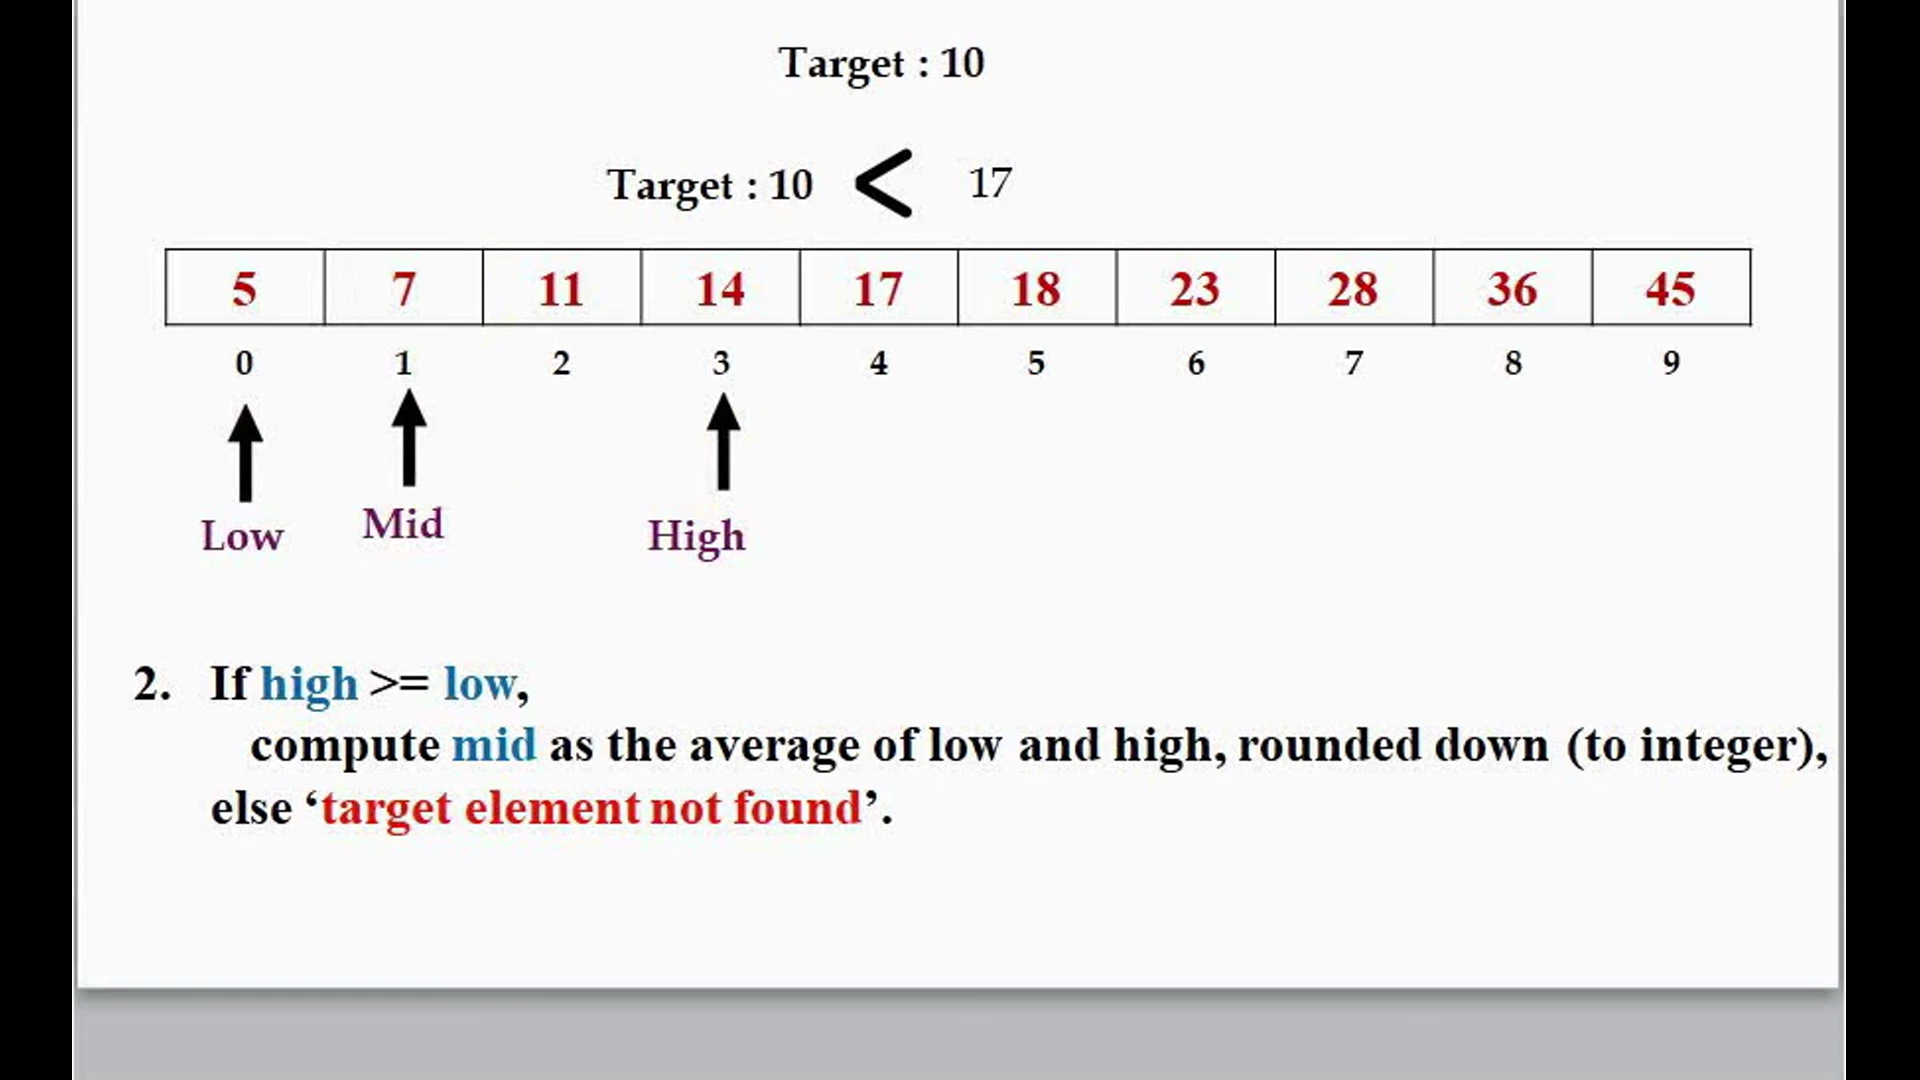 Target : 10
Target : 10 < 17
5 7 11 14 17 18 23 28 36 45
0 1 2 3 4 5 6 7 8 9
Low Mid High
2. If high >= low,
compute mid as the average of low and high, rounded down (to integer),
else ‘target element not found’.